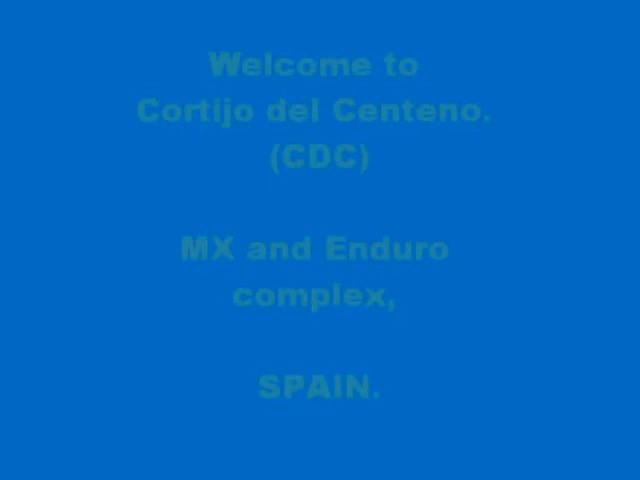 Welcome to
Cortijo del Centeno.
(CDC)
MX and Enduro
complex,
SPAIN.